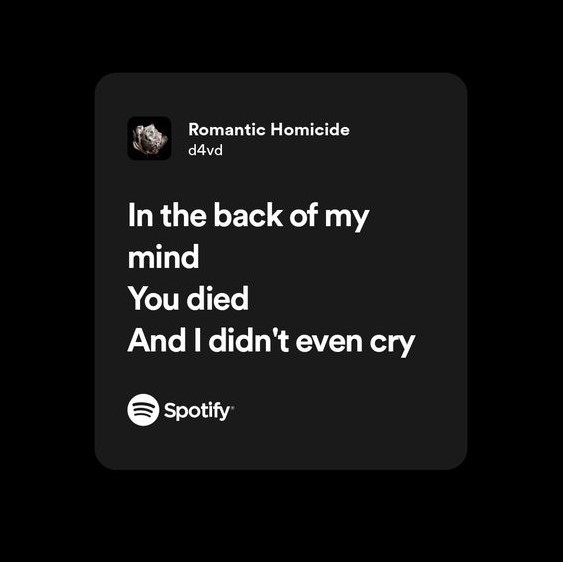 Romantic Homicide
d4vd
In the back of my
mind
You died
And I didn't even cry
Spotify